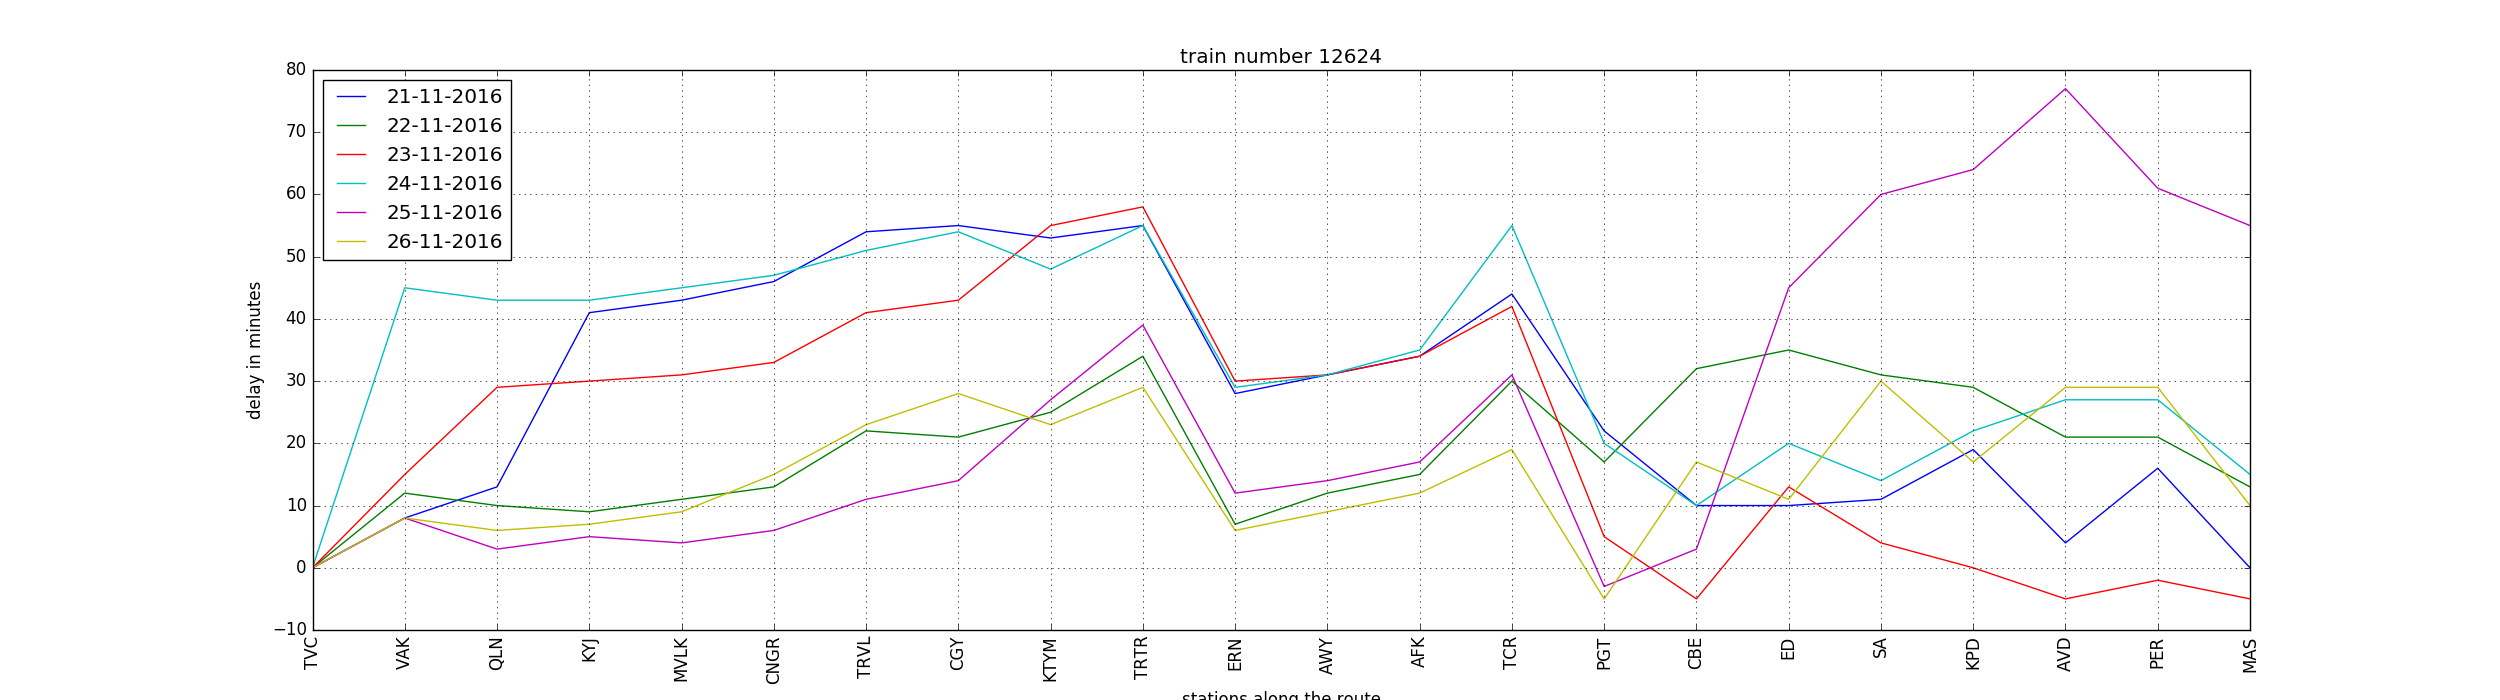 train number 12624
80
70
60
50
40
30
20
10
0
−10
delay in minutes
21-11-2016
22-11-2016
23-11-2016
24-11-2016
25-11-2016
26-11-2016
TVC
VAK
QLN
KYJ
MVLK
CNGR
TRVL
CGY
KTYM
TRTR
ERN
AWY
AFK
TCR
PGT
CBE
ED
SA
KPD
AVD
PER
MAS
stations along the route